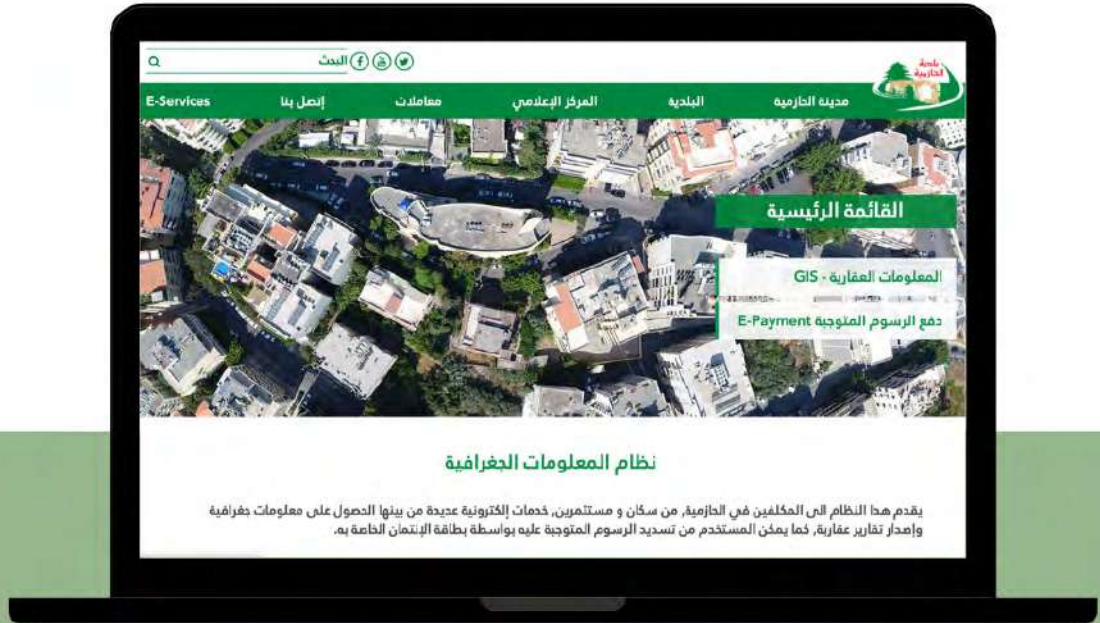 البحث
بلدية
الحازمية
مدينة الحازمية
البلدية
المركز الإعلامي
معاملات
إتصل بنا
E-Services
القائمة الرئيسية
المعلومات العقارية - GIS
دفع الرسوم المتوجبة E-Payment
نظام المعلومات الجغرافية
يقدم هذا النظام الى المكلفين في الحازمية, من سكان و مستثمرين, خدمات إلكترونية عديدة من بينها الحصول على معلومات جغرافية
وإصدار تقارير عقارية, كما يمكن المستخدم من تسديد الرسوم المتوجبة عليه بواسطة بطاقة الإئتمان الخاصة به.